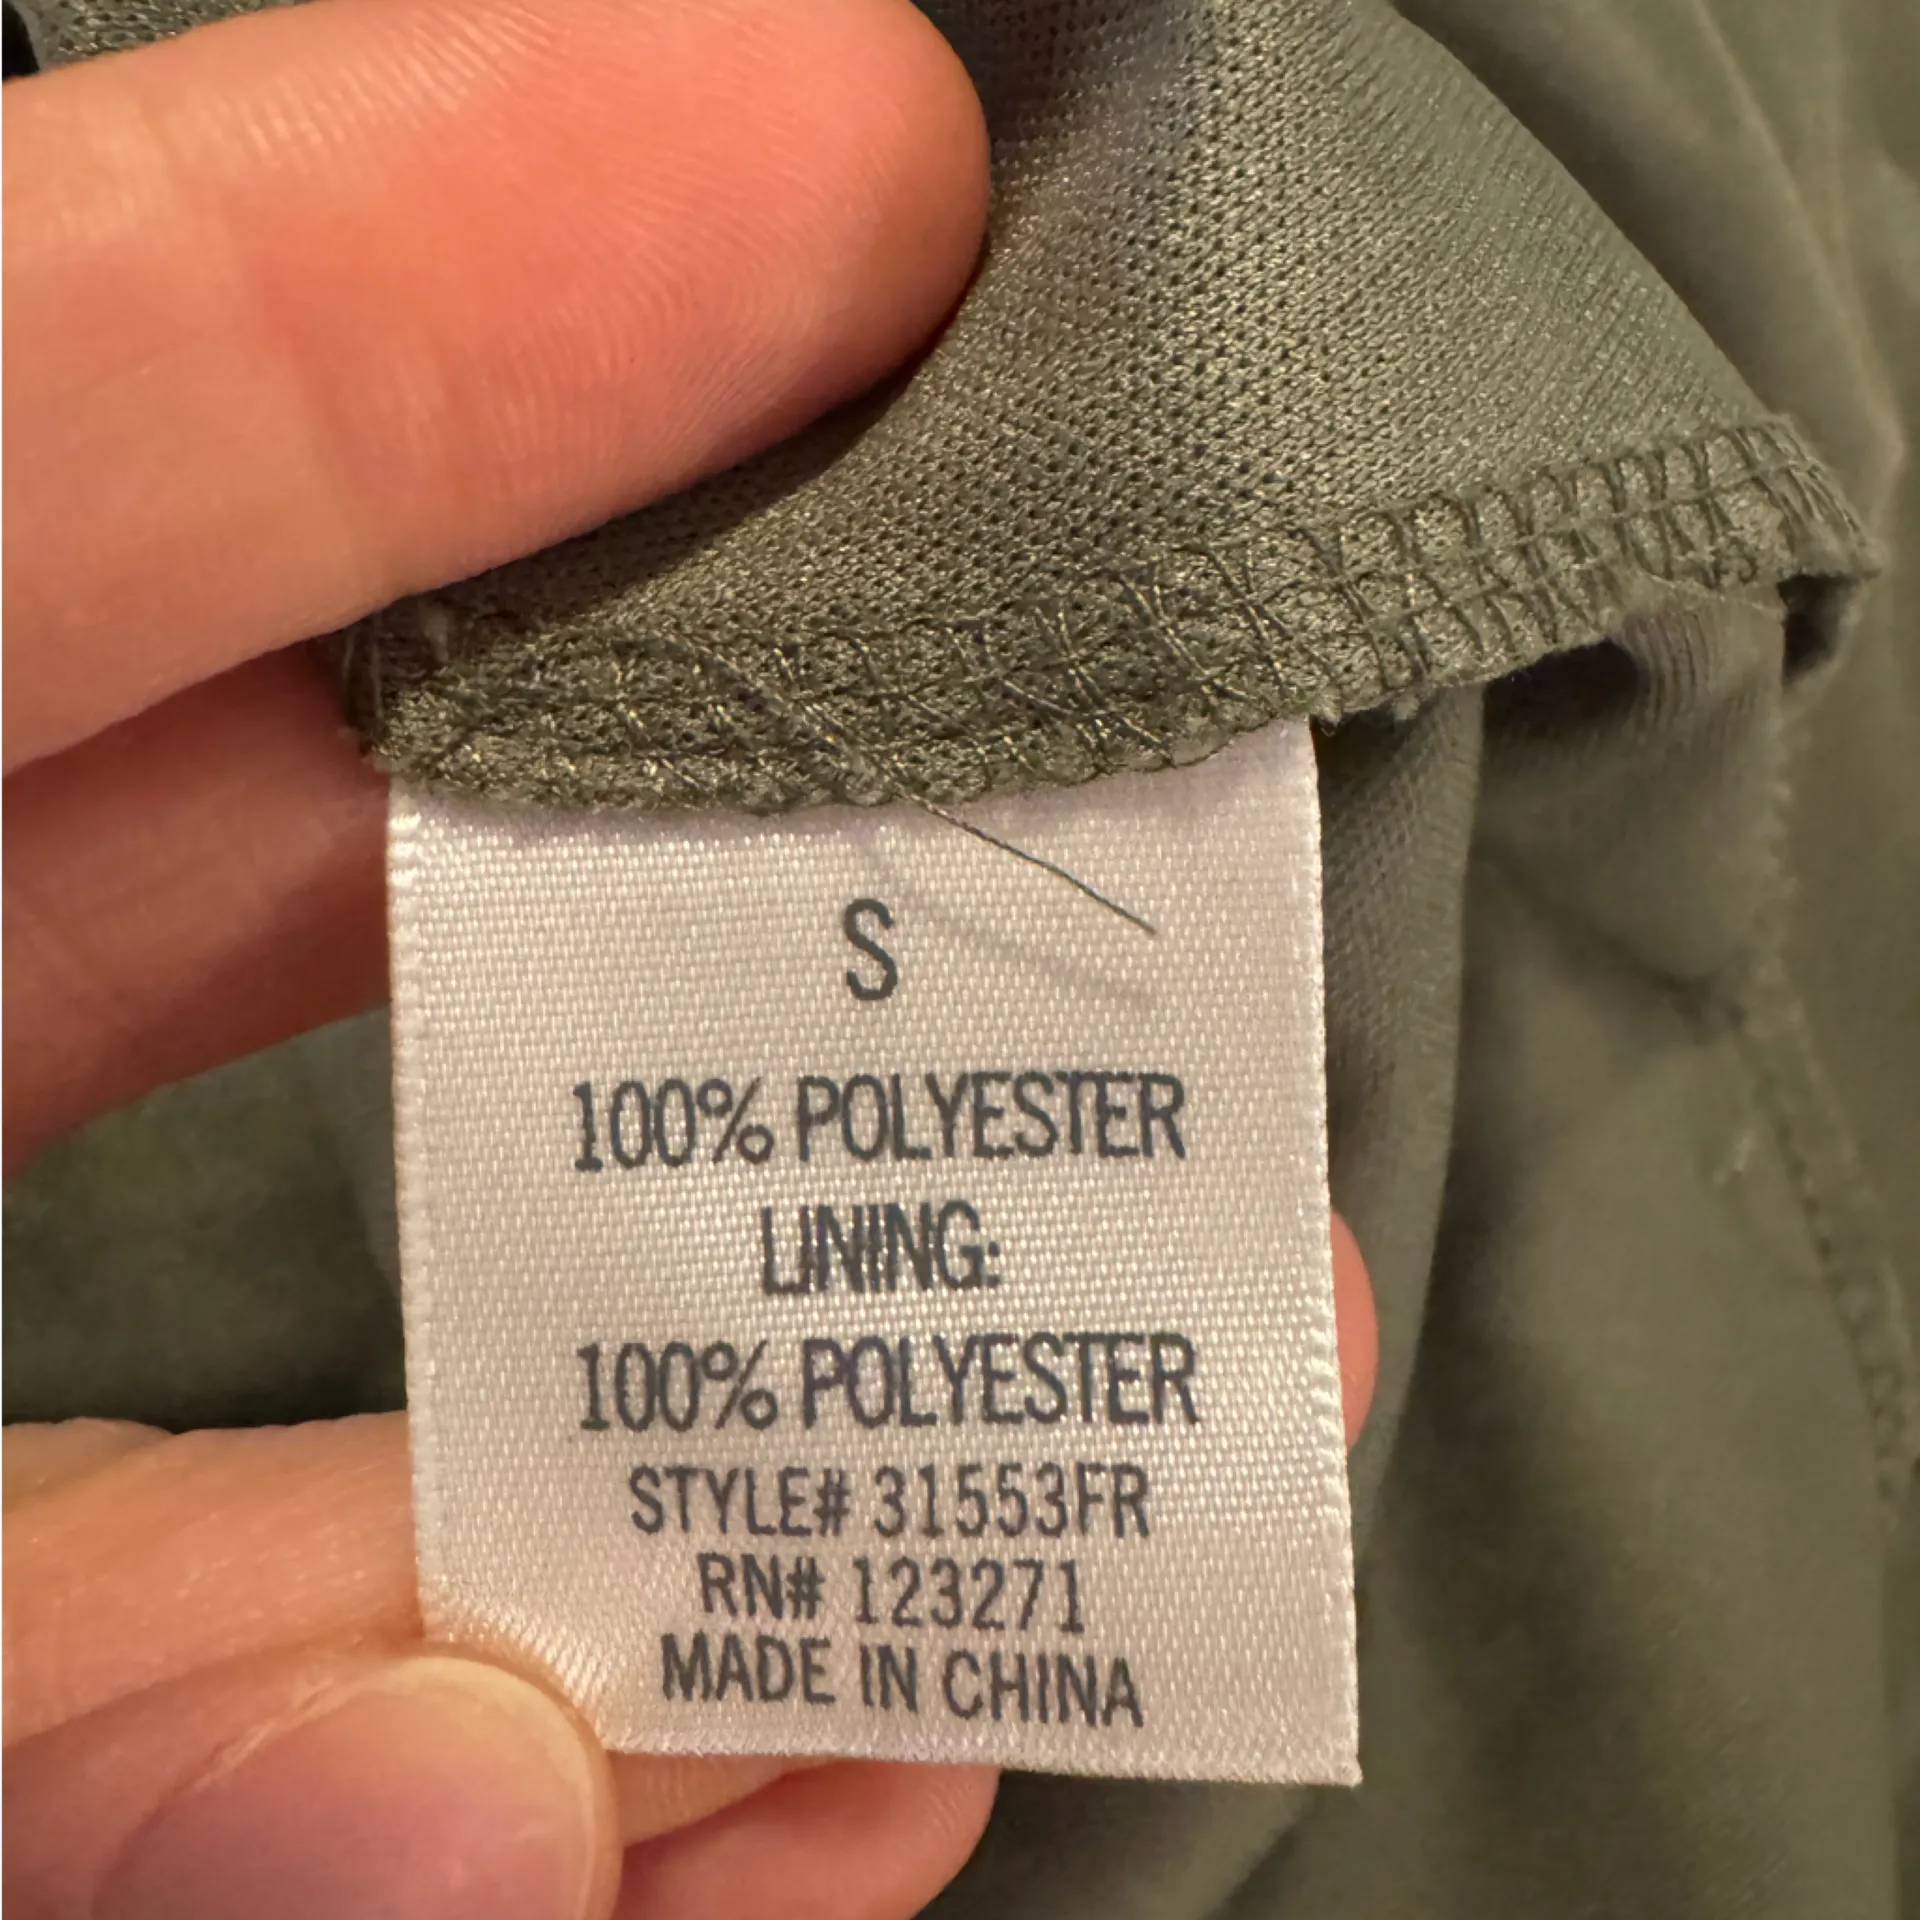 S
100% POLYESTER
LINING:
100% POLYESTER
STYLE# 31553FR
RN# 123271
MADE IN CHINA